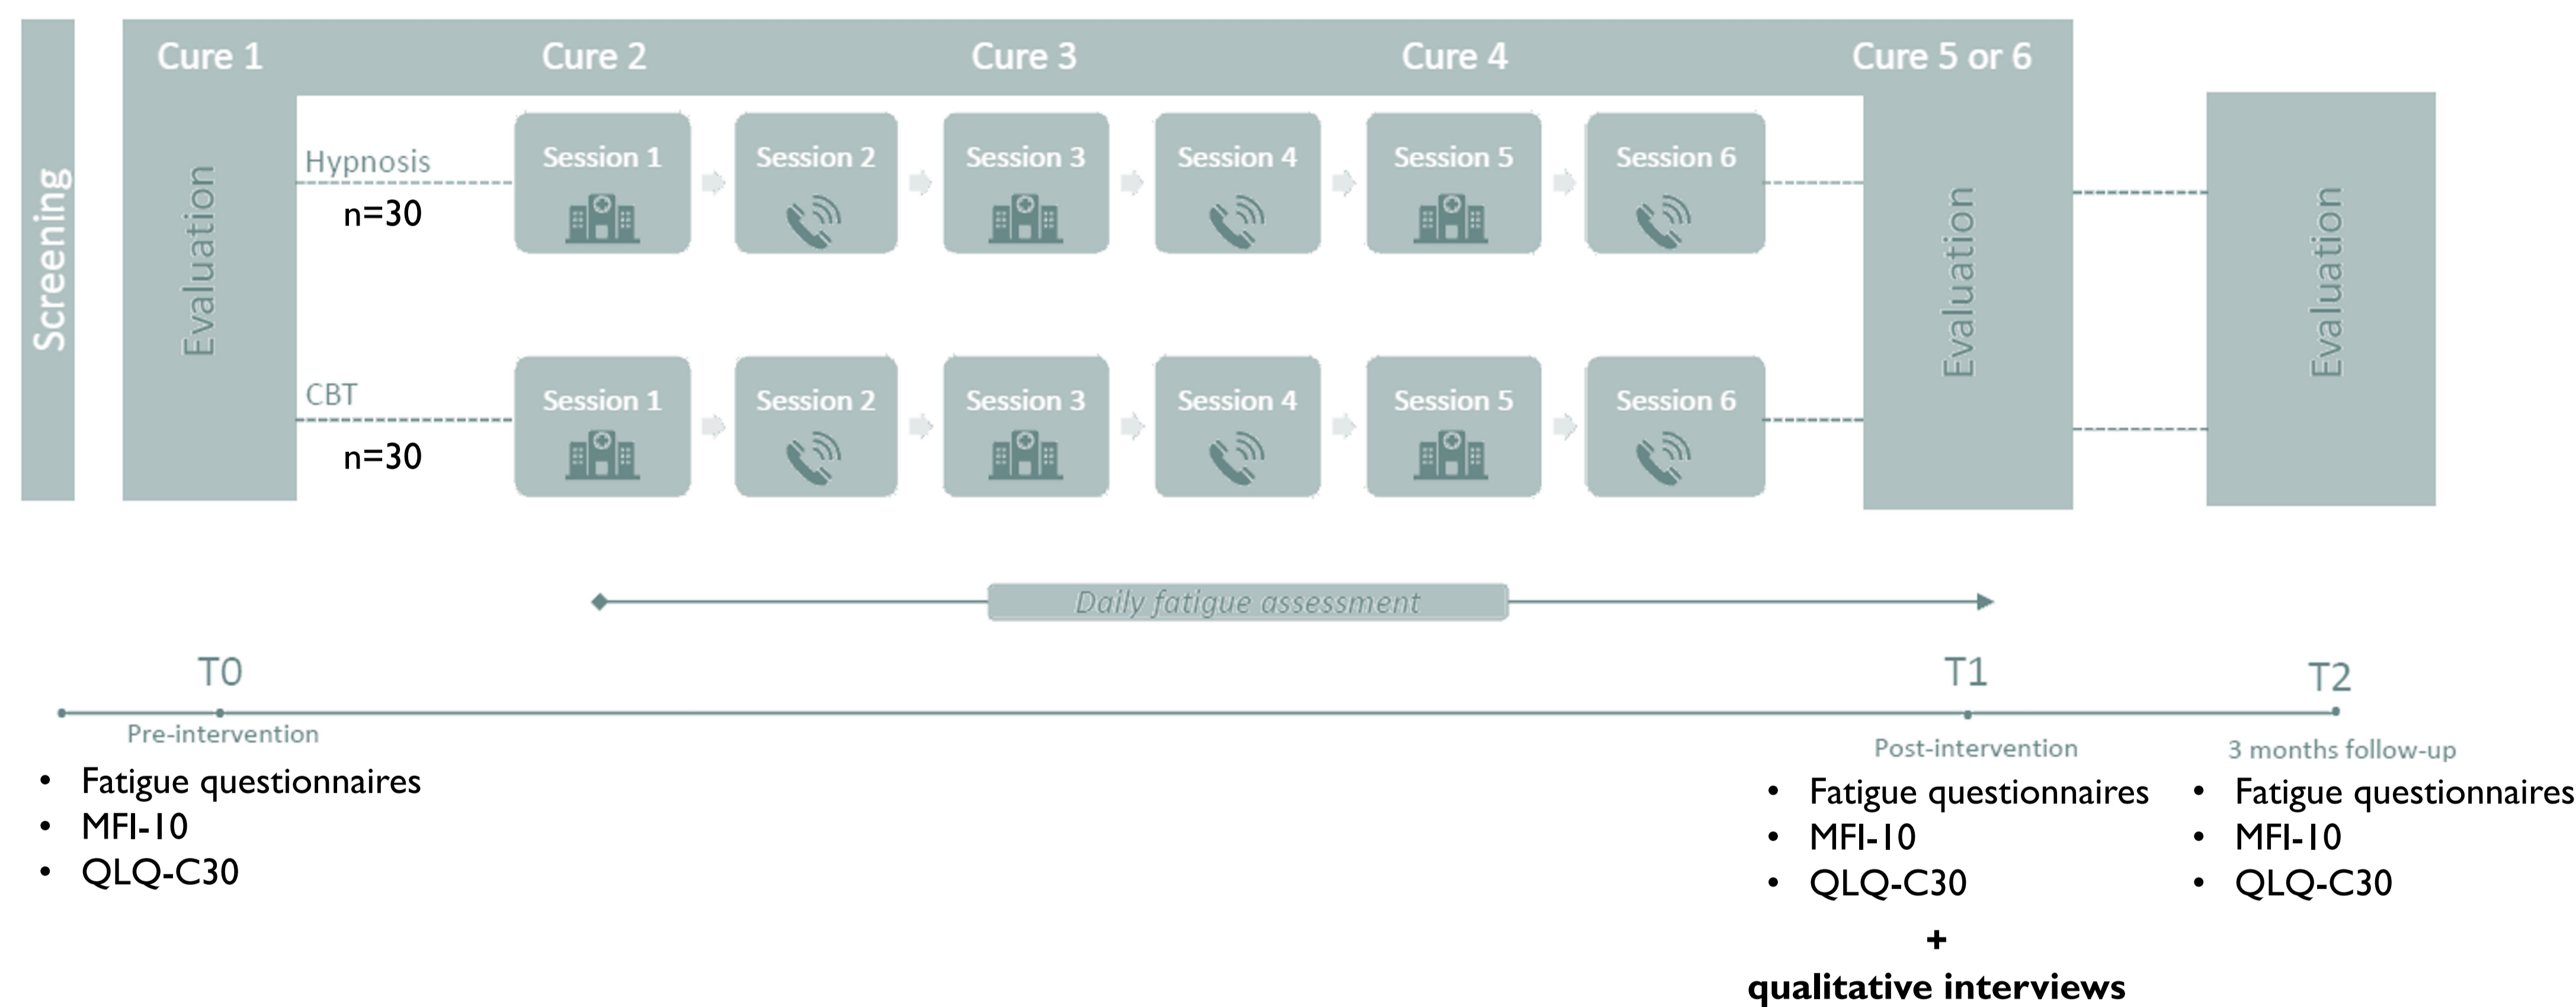 Screening
Cure 1
Cure 2
Cure 3
Cure 4
Cure 5 or 6
Evaluation
Hypnosis
n=30
Session 1
Session 2
Session 3
Session 4
Session 5
Session 6
CBT
n=30
Session 1
Session 2
Session 3
Session 4
Session 5
Session 6
Evaluation
Evaluation
Daily fatigue assessment
T0
Pre-intervention
• Fatigue questionnaires
• MFI-10
• QLQ-C30
T1
Post-intervention
• Fatigue questionnaires
• MFI-10
• QLQ-C30
+
qualitative interviews
T2
3 months follow-up
• Fatigue questionnaires
• MFI-10
• QLQ-C30